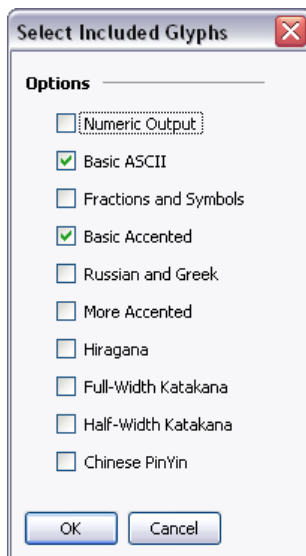 Select Included Glyphs
Options
Numeric Output
Basic ASCII
Fractions and Symbols
Basic Accented
Russian and Greek
More Accented
Hiragana
Full-Width Katakana
Half-Width Katakana
Chinese PinYin
OK Cancel